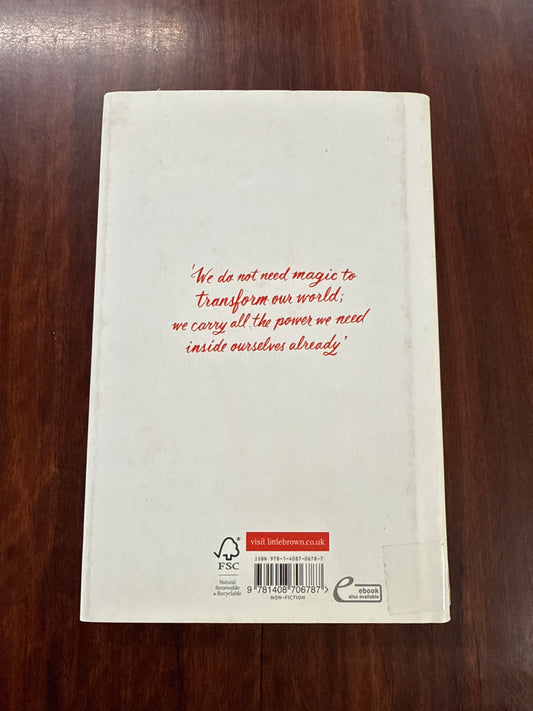 'We do not need magic to
transform our world;
we carry all the power we need
inside ourselves already'
visit littlebrown.co.uk
ISBN 978-1-4087-0678-7
FSC
Natural
Renewable
& Recyclable
9 781408 706787 >
NON-FICTION
ebook
also available